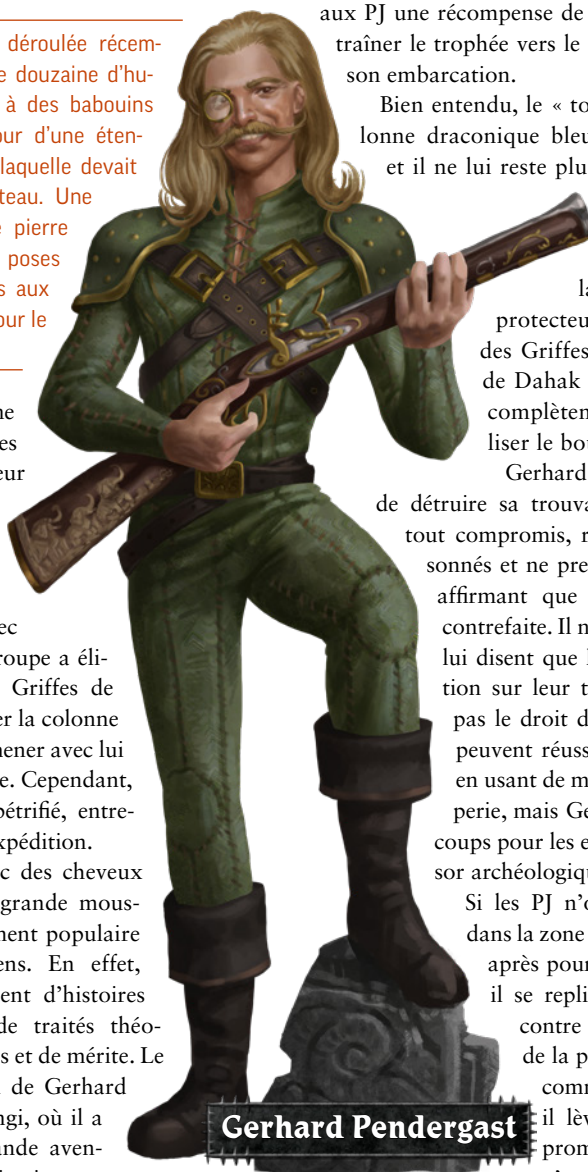 déroulée récem-
e douzaine d'hu-
à des babouins
our d'une éten-
laquelle devait
teau. Une
pierre
poses
s aux
our le
ne
es
eur
ec
roupe a éli-
Griffes de
er la colonne
mener avec lui
e. Cependant,
pétrifié, entre-
xpédition.
c des cheveux
grande mous-
ment populaire
ens. En effet,
ent d'histoires
de traités théo-
s et de mérite. Le
de Gerhard
ngi, où il a
ande aven-
aux PJ une récompense de
traîner le trophée vers le
son embarcation.
Bien entendu, le « to
lonne draconique bleu
et il ne lui reste plu
la
protecteu
des Griffes
de Dahak
complèten
liser le bou
Gerhard
de détruire sa trouva
tout compromis, r
sonnés et ne pre
affirmant que
contrefaite. Il n
lui disent que l
tion sur leur t
pas le droit d
peuvent réuss
en usant de m
perie, mais Ge
coups pour les e
sor archéologiqu
Si les PJ n'o
dans la zone
après pour
il se repli
contre
de la p
comm
il lèv
prom
Gerhard Pendergast